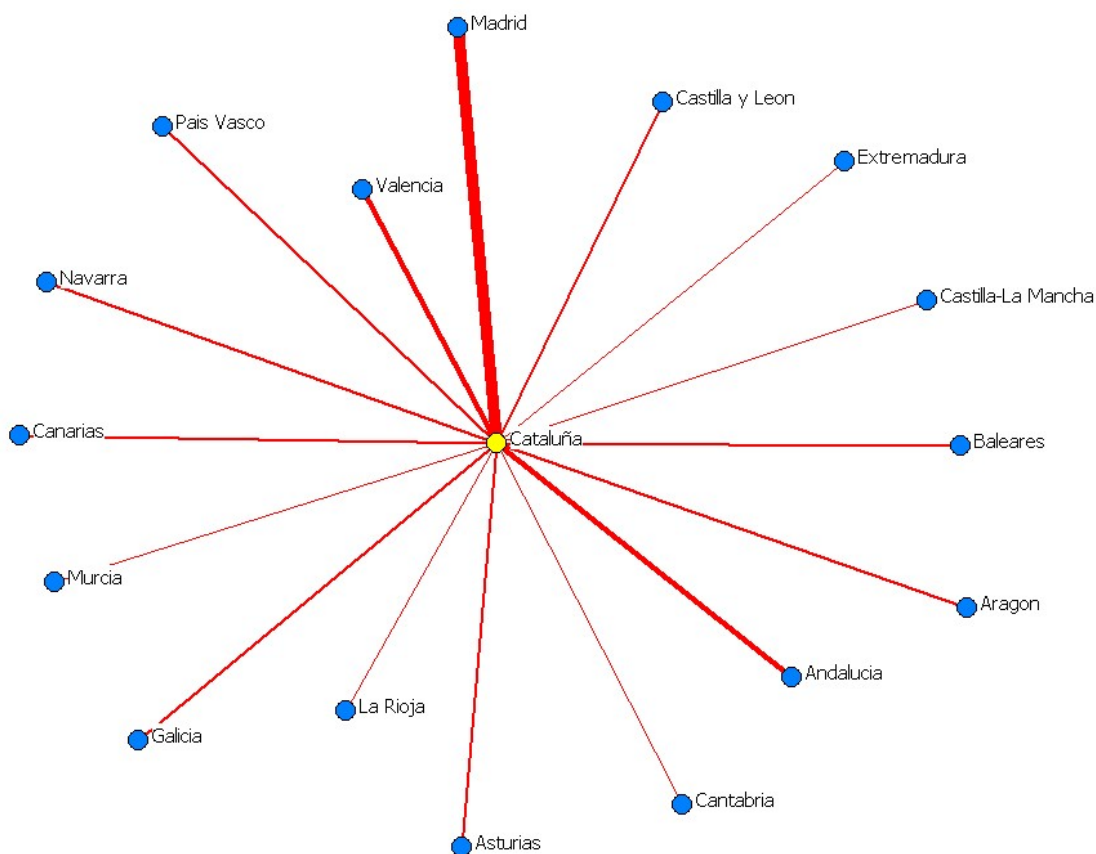 Madrid
Castilla y Leon
Pais Vasco
Extremadura
Valencia
Navarra
Castilla-La Mancha
Canarias
Cataluña
Baleares
Murcia
Aragon
Andalucia
La Rioja
Galicia
Cantabria
Asturias